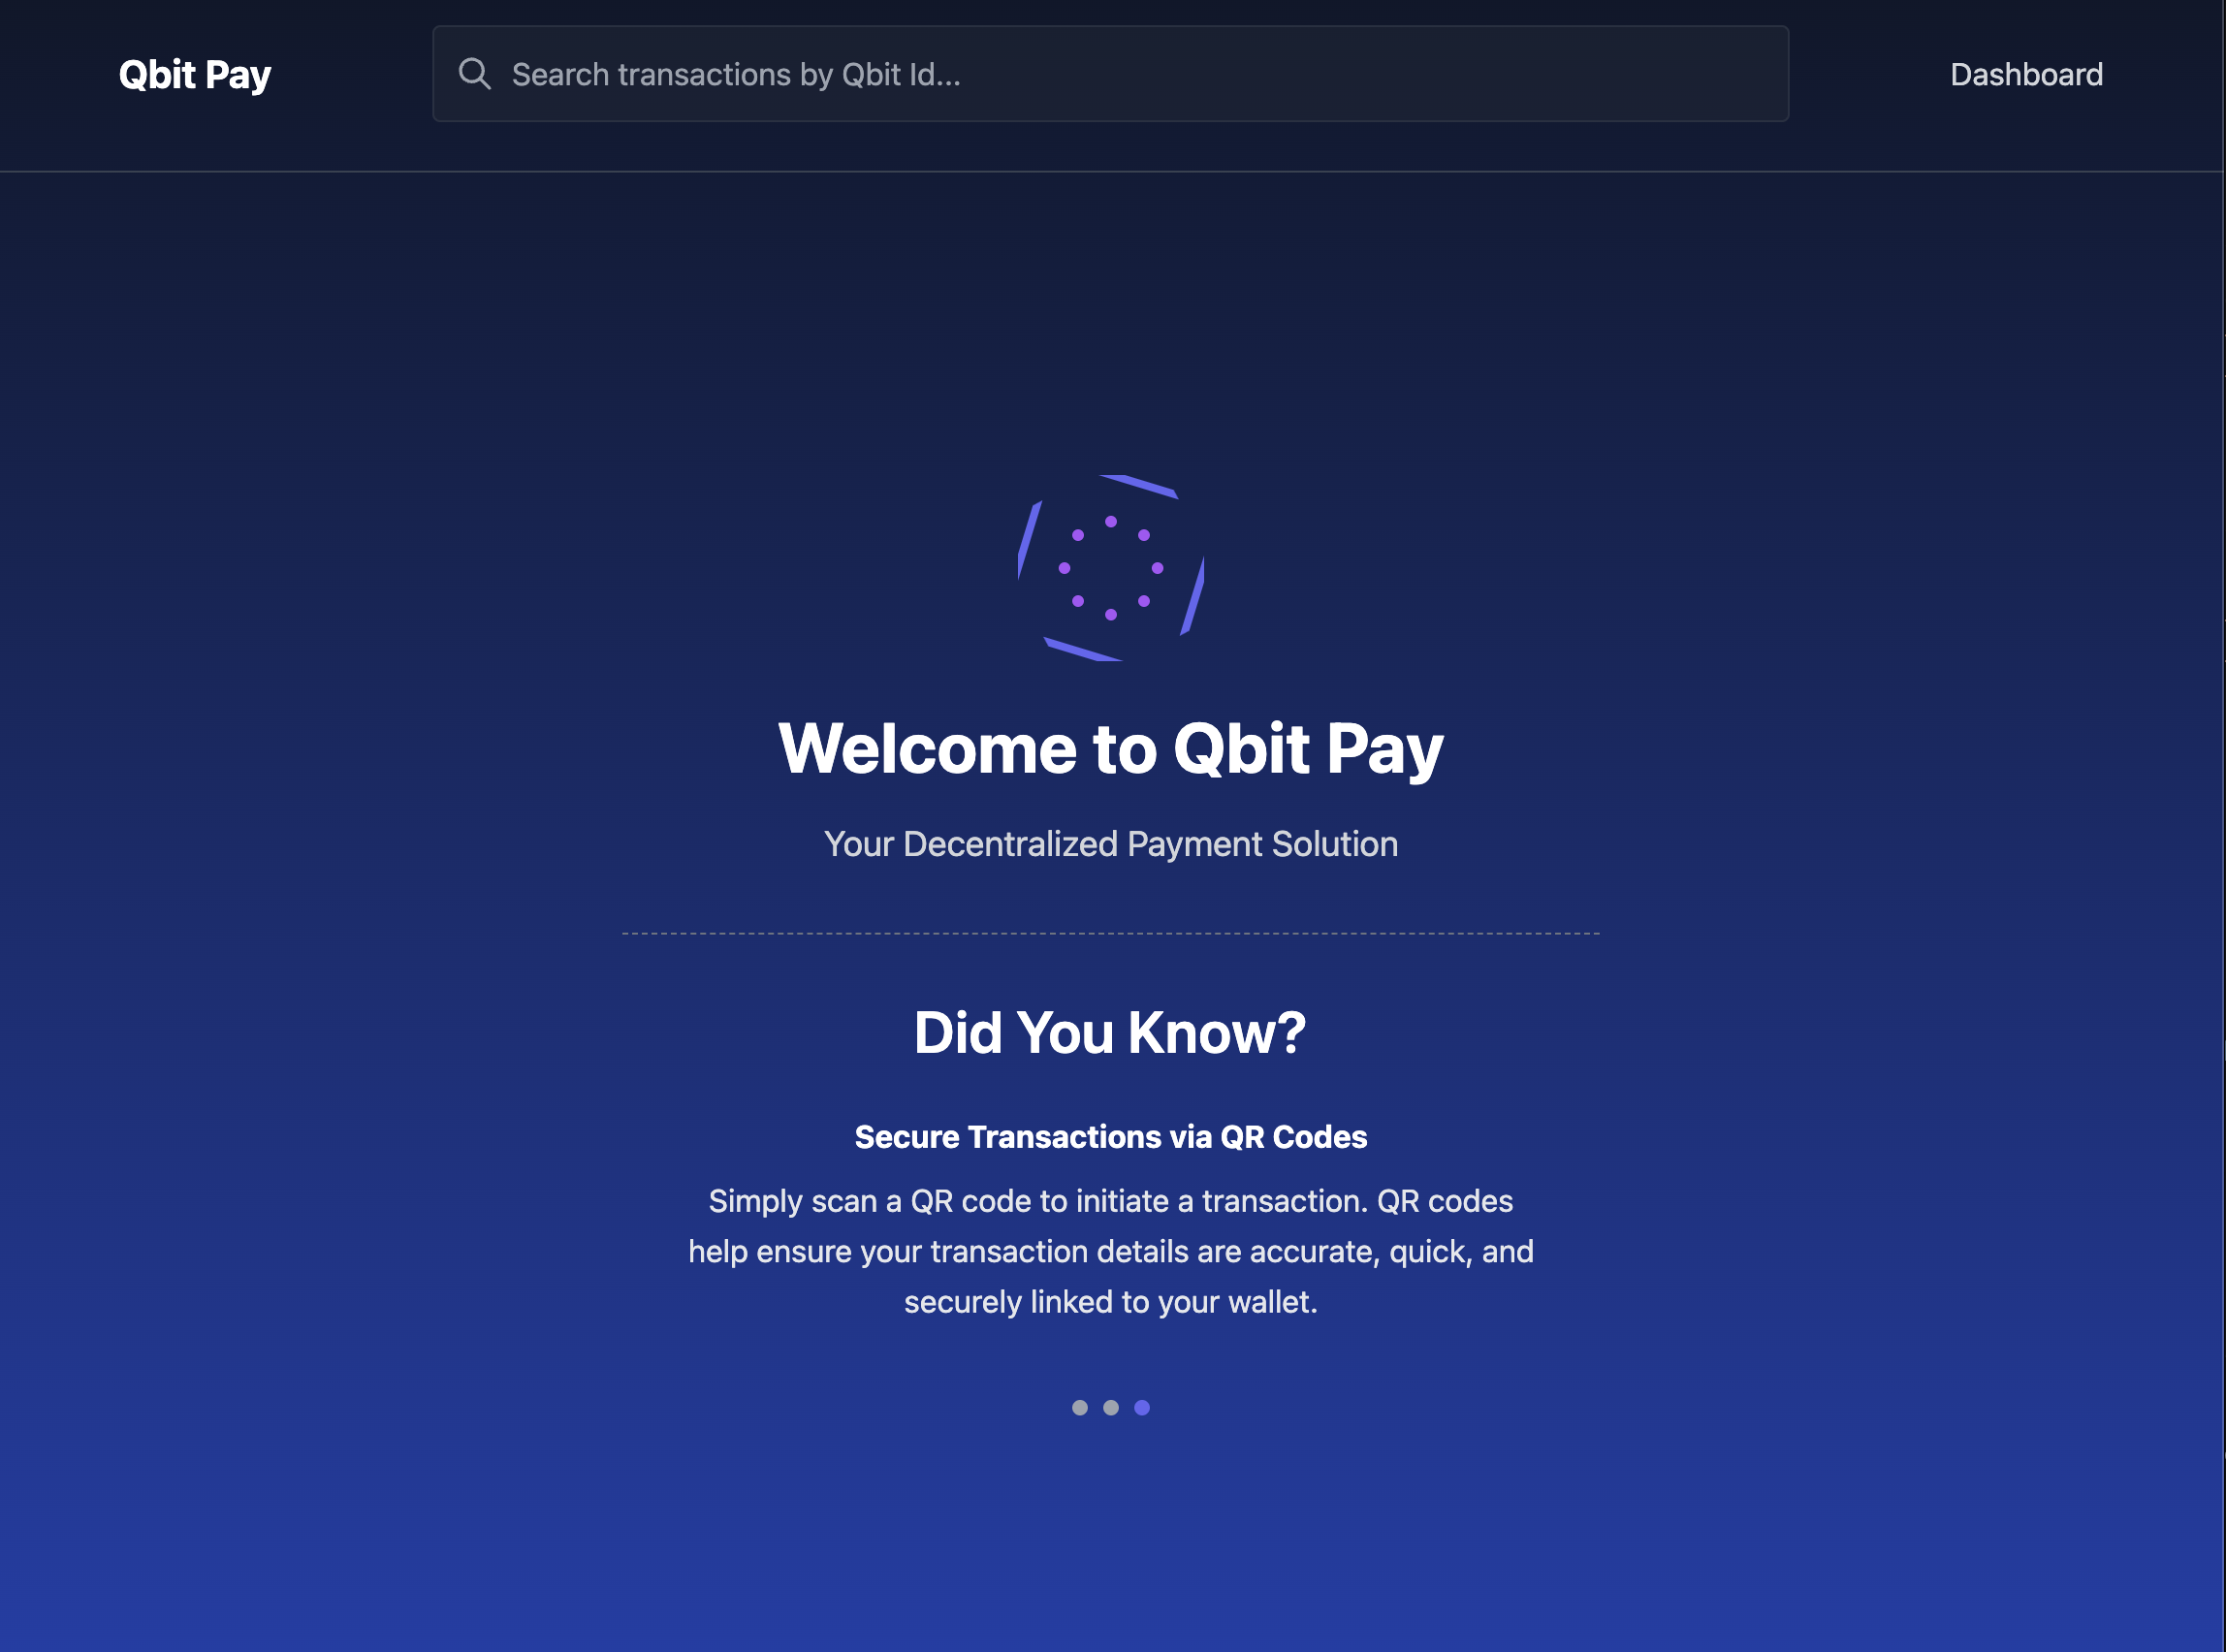 Qbit Pay
Search transactions by Qbit Id...
Dashboard
Welcome to Qbit Pay
Your Decentralized Payment Solution
Did You Know?
Secure Transactions via QR Codes
Simply scan a QR code to initiate a transaction. QR codes
help ensure your transaction details are accurate, quick, and
securely linked to your wallet.